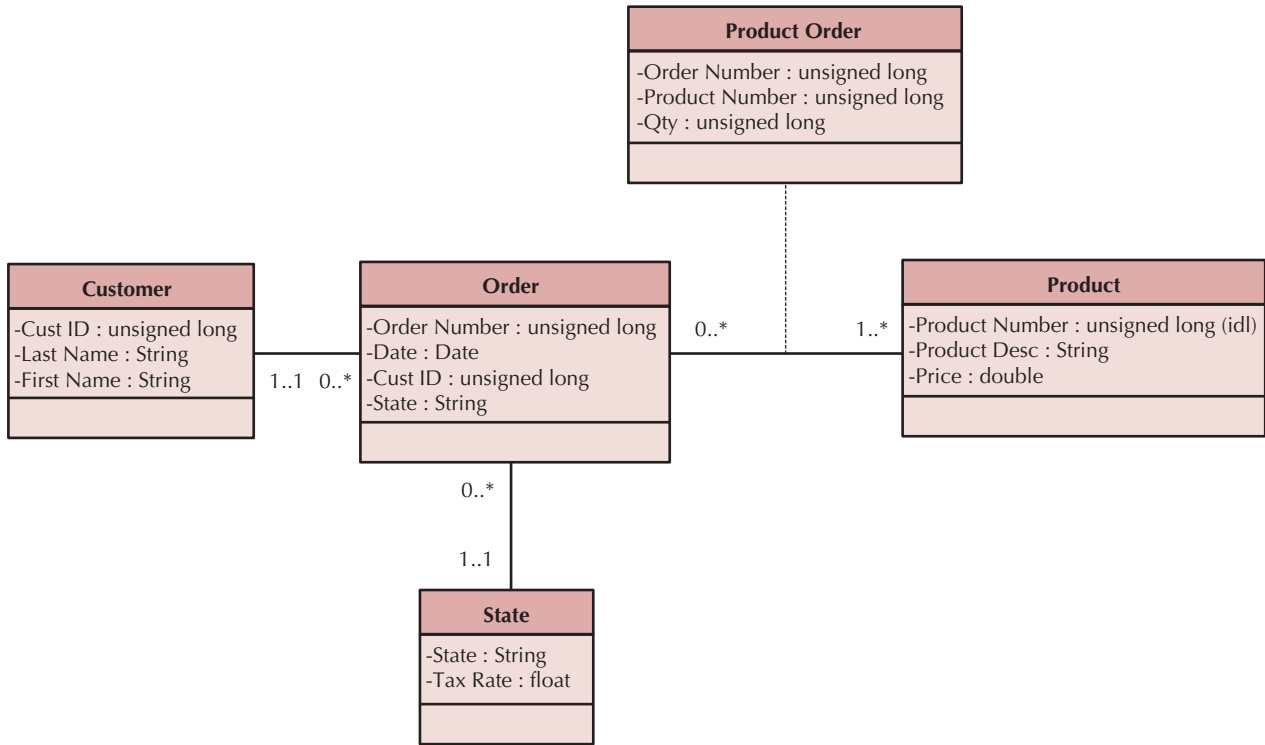 Product Order
-Order Number : unsigned long
-Product Number : unsigned long
-Qty : unsigned long
Customer
-Cust ID : unsigned long
-Last Name : String
-First Name : String
1..1 0..*
Order
-Order Number : unsigned long
-Date : Date
-Cust ID : unsigned long
-State : String
0..* 1..*
Product
-Product Number : unsigned long (idl)
-Product Desc : String
-Price : double
0..*
1..1
State
-State : String
-Tax Rate : float